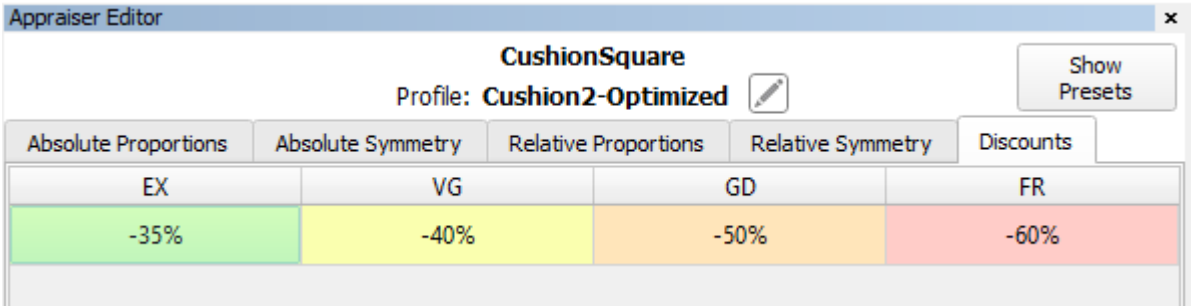 Appraiser Editor
CushionSquare
Profile: Cushion2-Optimized
Show
Presets
Absolute Proportions Absolute Symmetry Relative Proportions Relative Symmetry Discounts
EX VG GD FR
-35% -40% -50% -60%